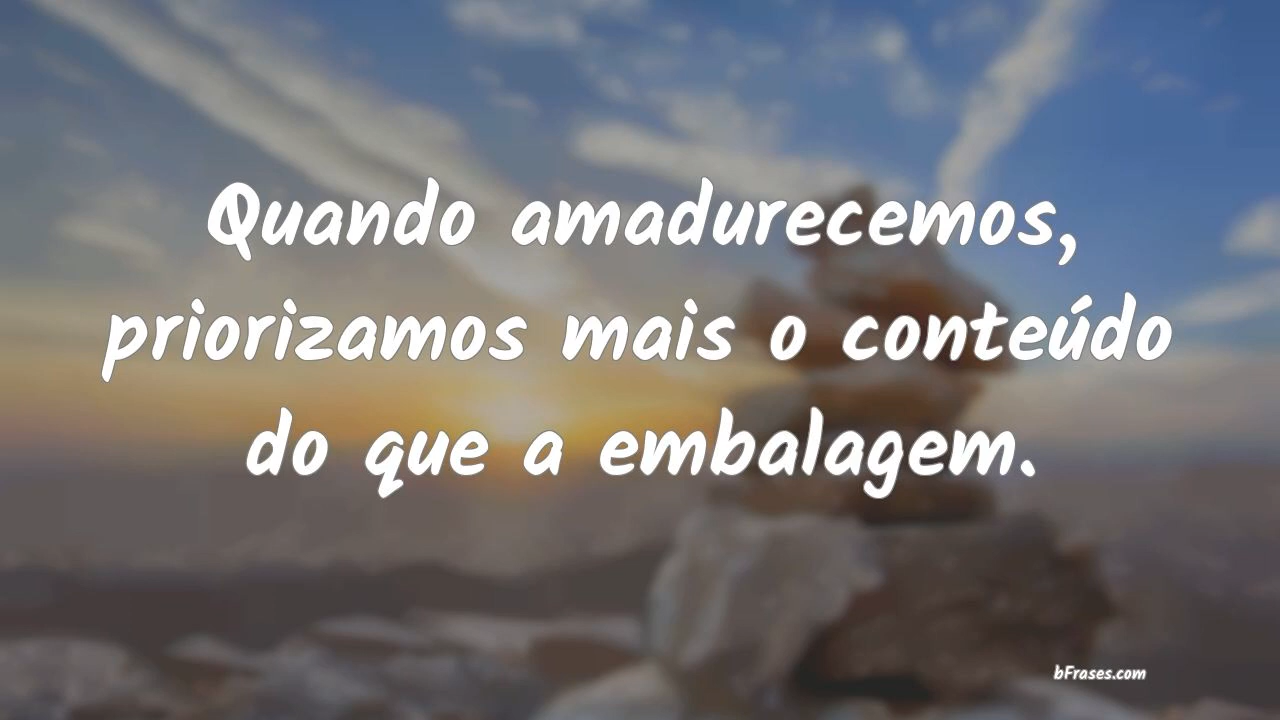 Quando amadurecemos,
priorizamos mais o conteúdo
do que a embalagem.
bFrases.com